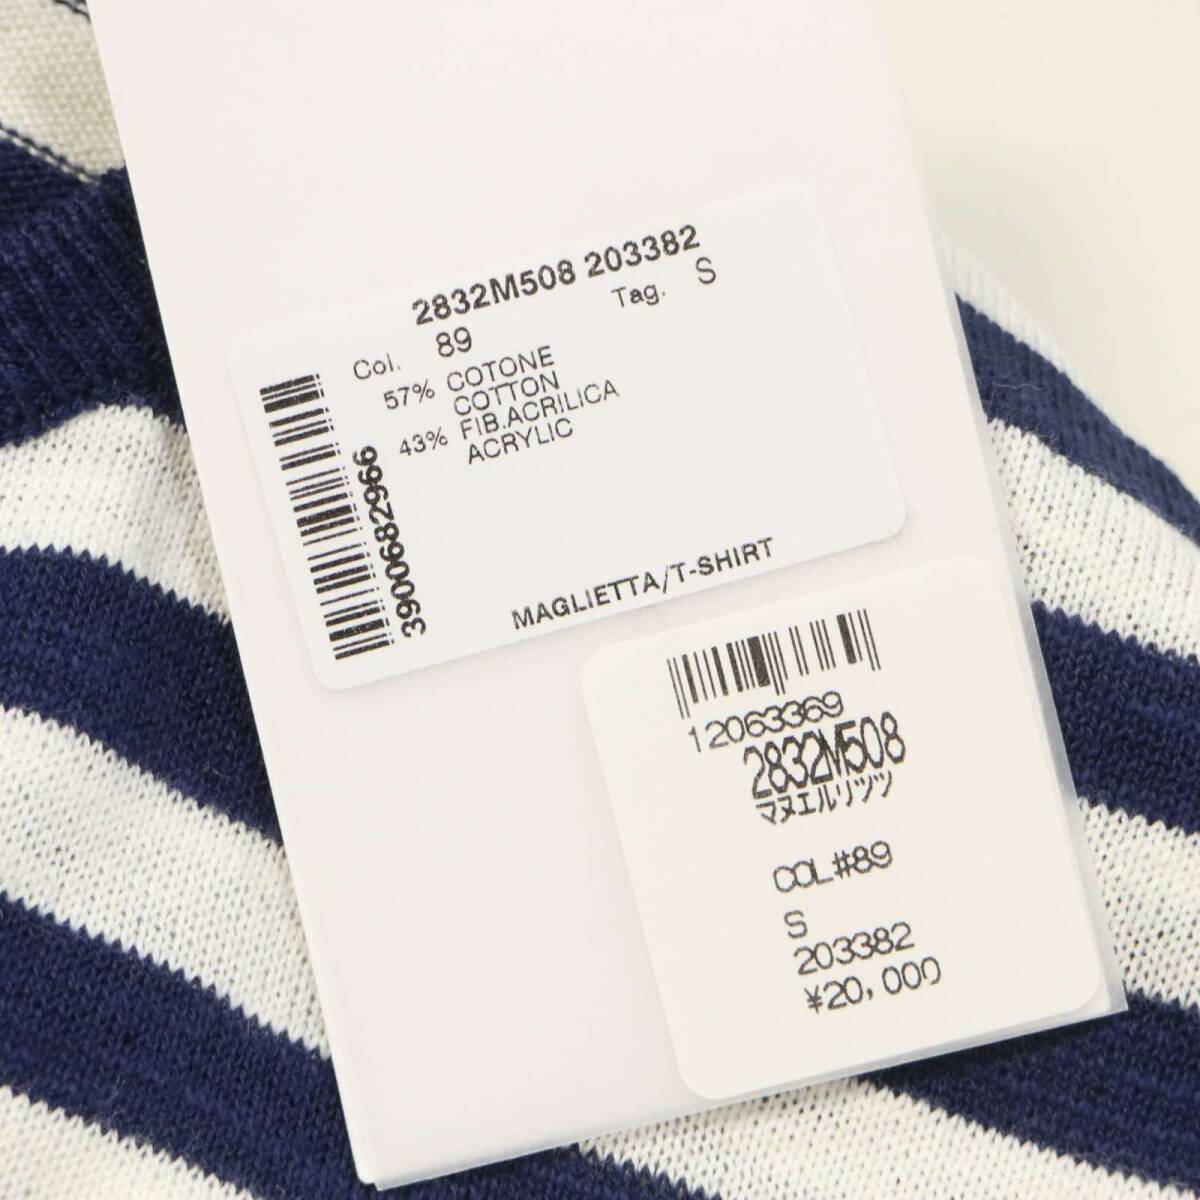 2832M508 203382
Col. 89 Tag. S
57% COTONE
COTTON
43% FIB.ACRILICA
ACRYLIC
3900682966
MAGLIETTA/T-SHIRT
12063369
2832M508
マヌエルリツツ
COL#89
S
203382
¥20,000